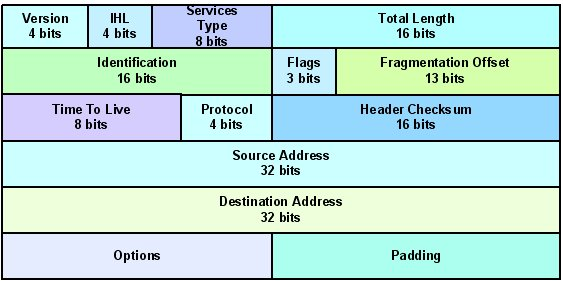 Version
4 bits
IHL
4 bits
Services
Type
8 bits
Total Length
16 bits
Identification
16 bits
Flags
3 bits
Fragmentation Offset
13 bits
Time To Live
8 bits
Protocol
4 bits
Header Checksum
16 bits
Source Address
32 bits
Destination Address
32 bits
Options
Padding